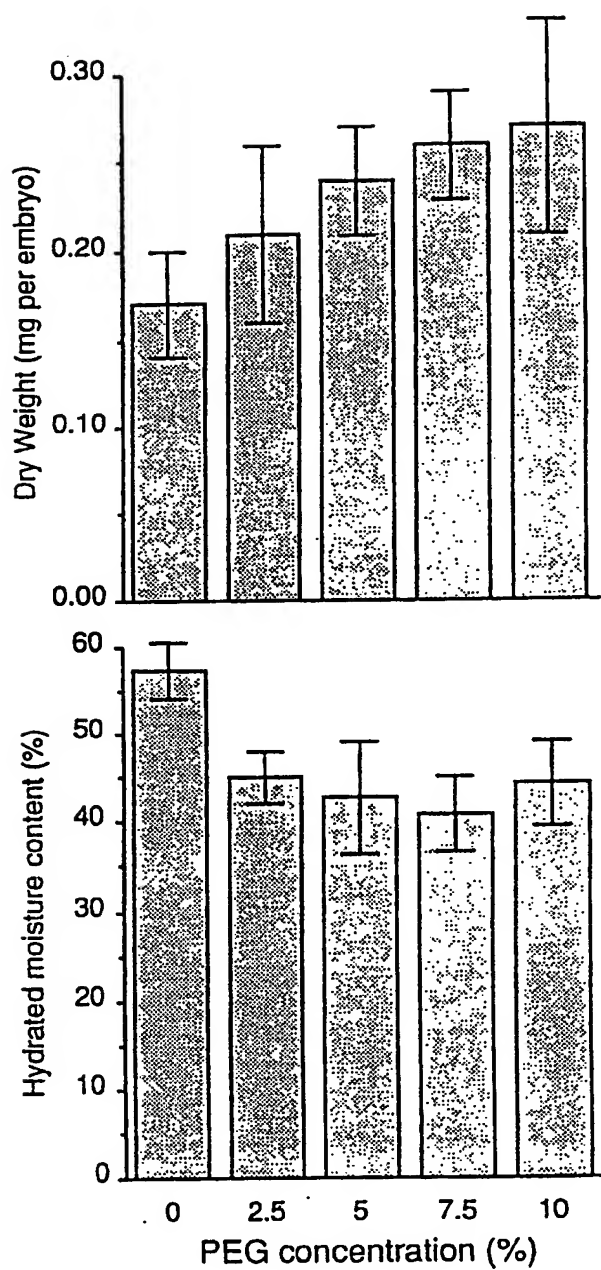 0.30
0.20
0.10
0.00
Dry Weight (mg per embryo)
60
50
40
30
20
10
0
Hydrated moisture content (%)
0 2.5 5 7.5 10
PEG concentration (%)